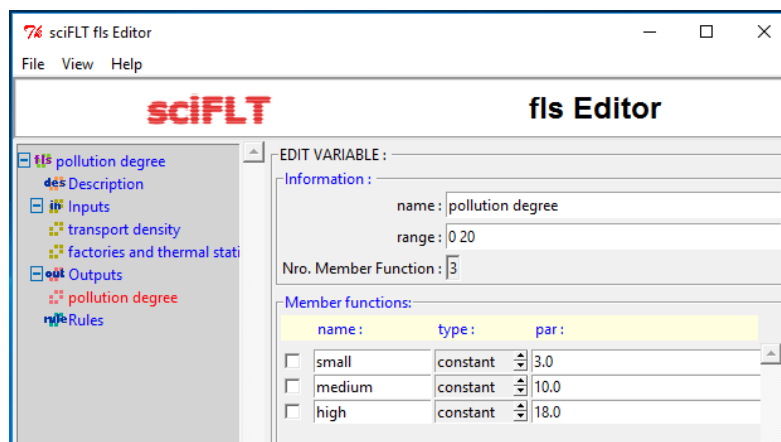 sciFLT fls Editor
File View Help
sciFLT fls Editor
fls pollution degree
des Description
in Inputs
transport density
factories and thermal stati
out Outputs
pollution degree
rule Rules
EDIT VARIABLE :
Information :
name : pollution degree
range : 0 20
Nro. Member Function : 3
Member functions:
name : type : par :
small constant 3.0
medium constant 10.0
high constant 18.0